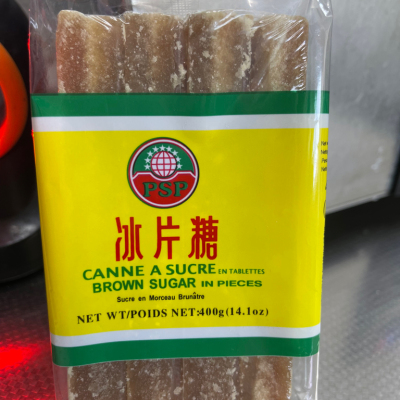 PSP
冰片糖
CANNE A SUCRE EN TABLETTES
BROWN SUGAR IN PIECES
Sucre en Morceau Brunâtre
NET WT/POIDS NET:400g(14.1oz)